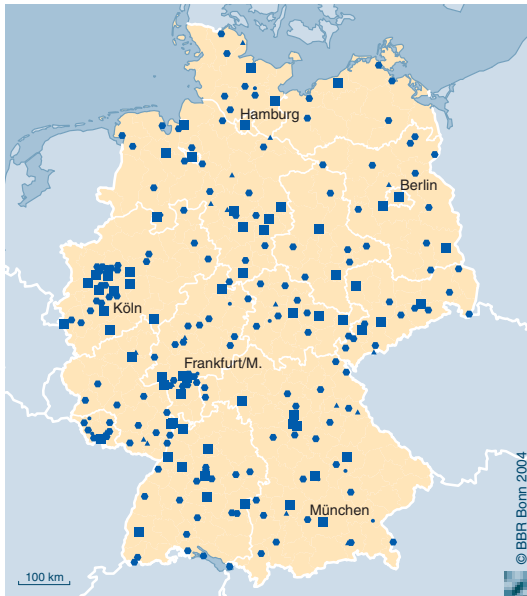 Hamburg
Berlin
Köln
Frankfurt/M.
München
100 km
© BBR Bonn 2004